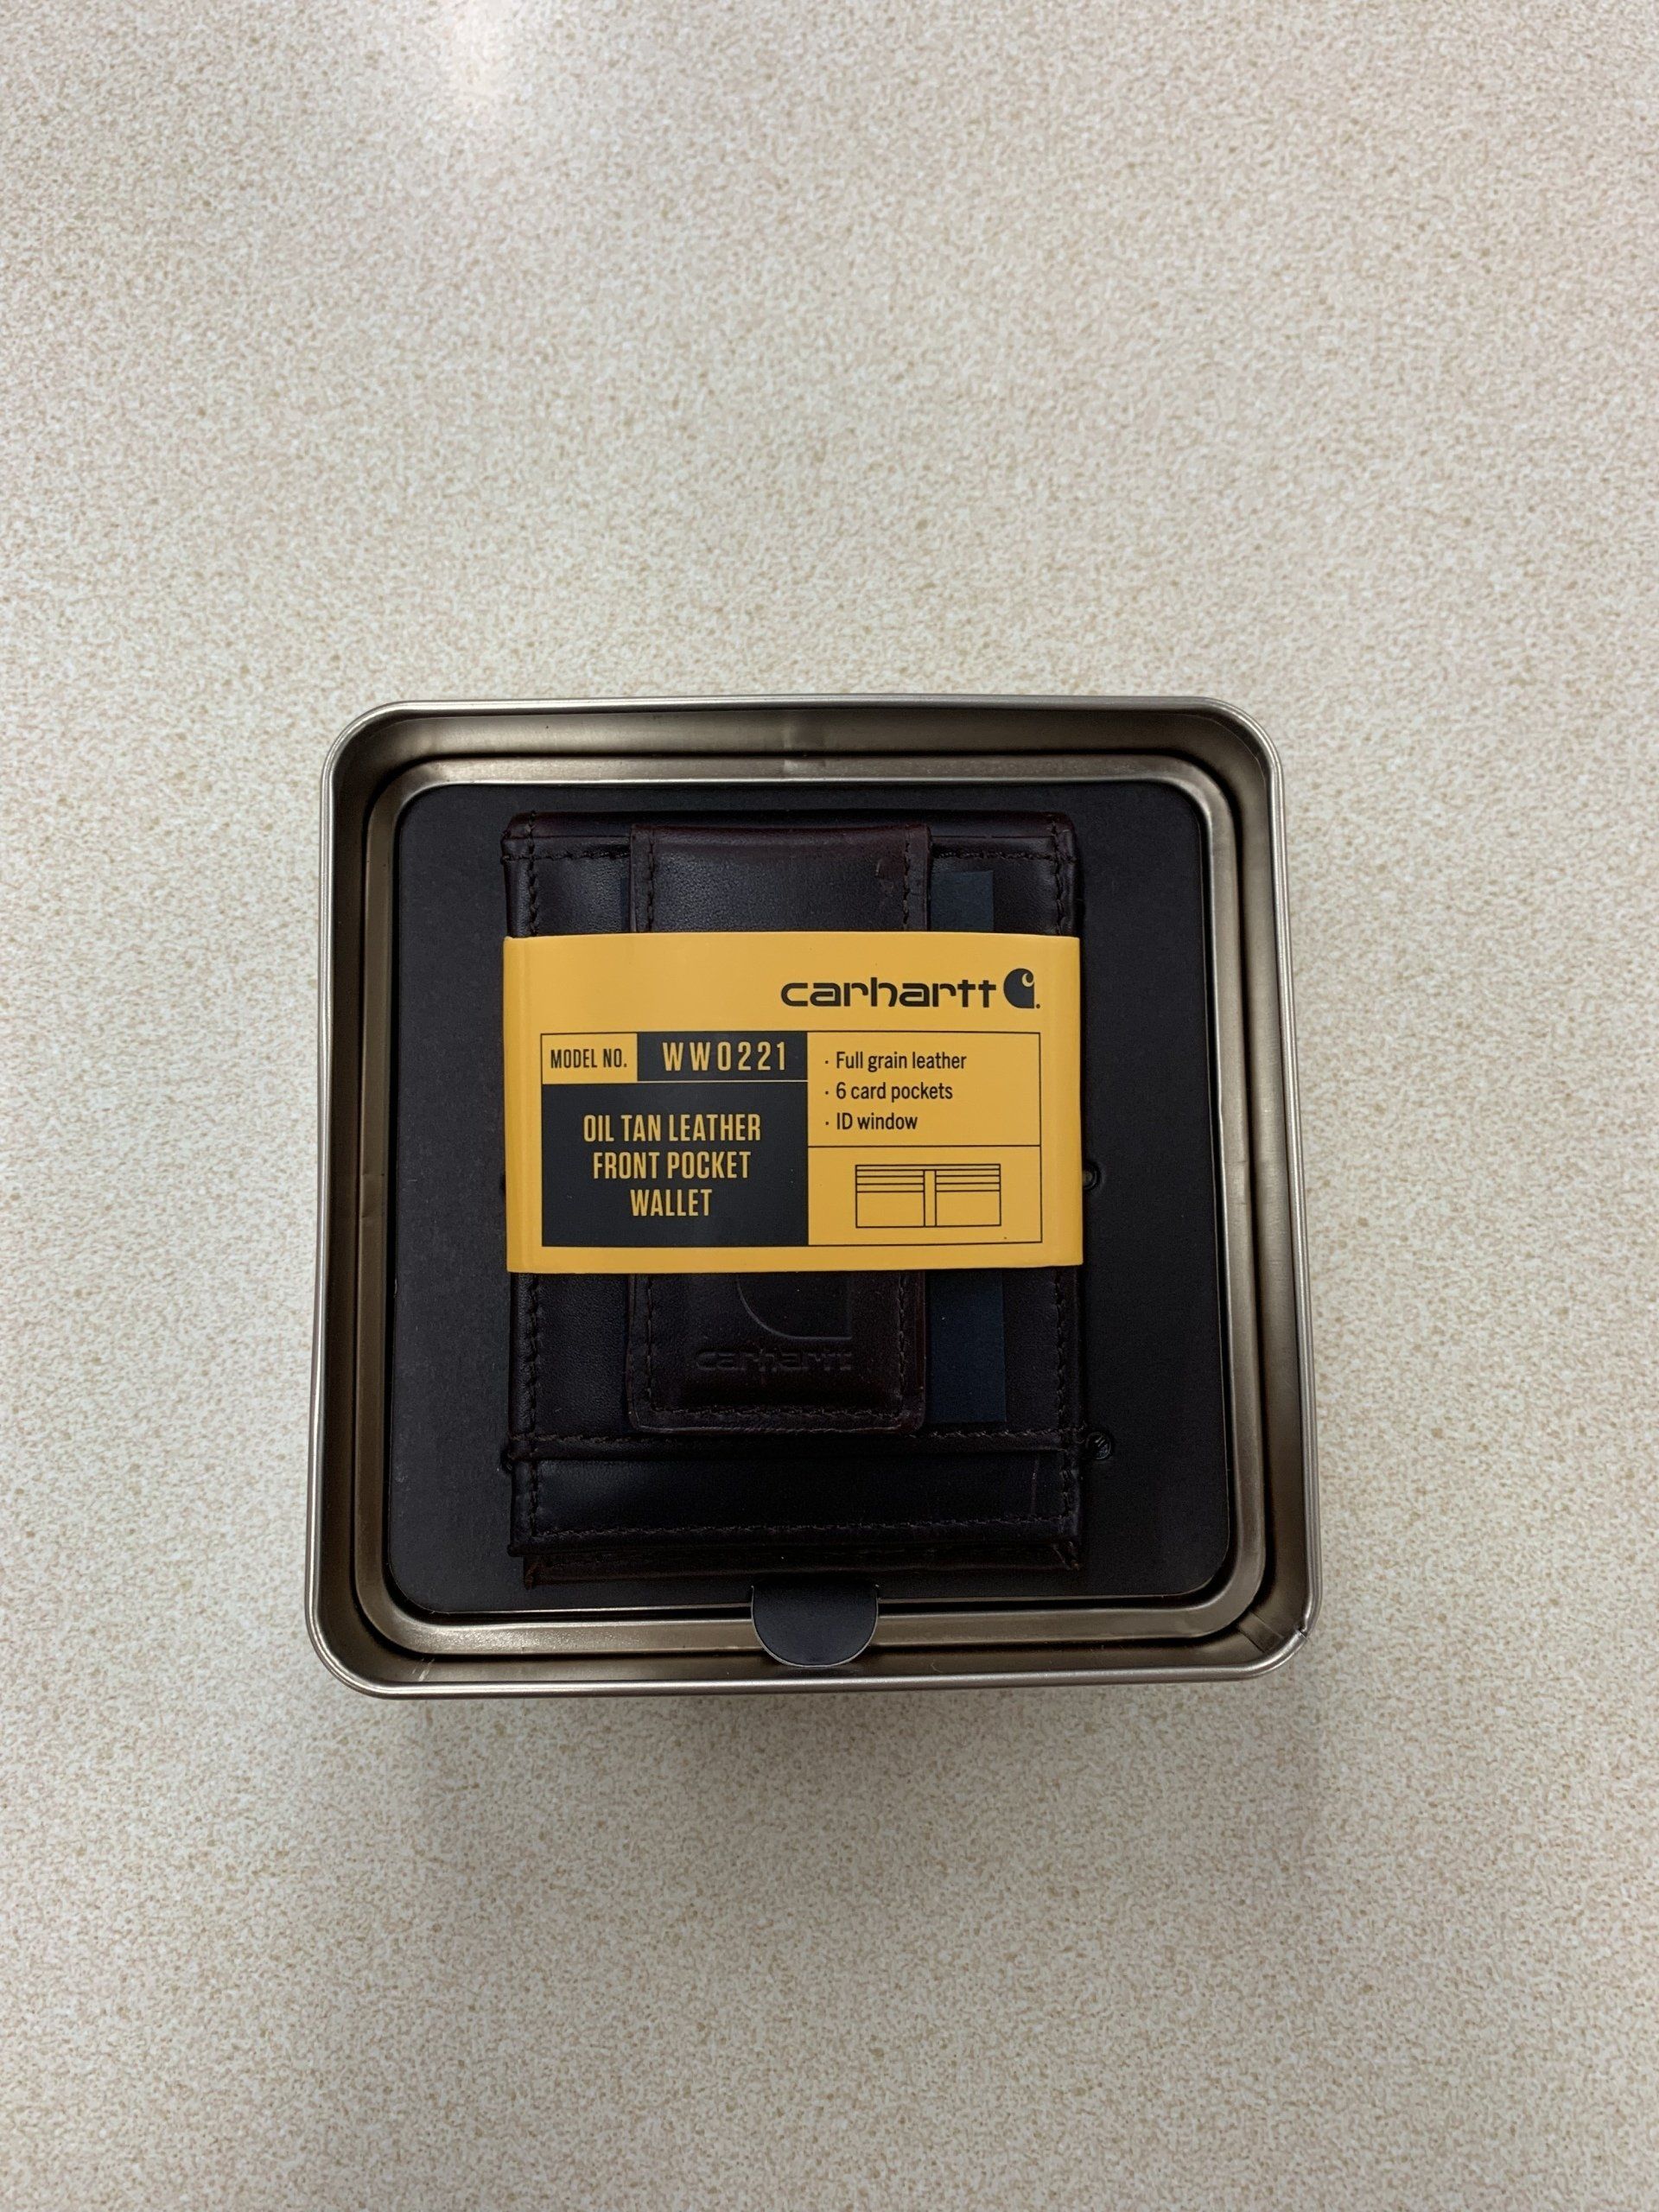 carhartt
MODEL NO. WW0221
OIL TAN LEATHER
FRONT POCKET
WALLET
· Full grain leather
· 6 card pockets
· ID window
carhartt